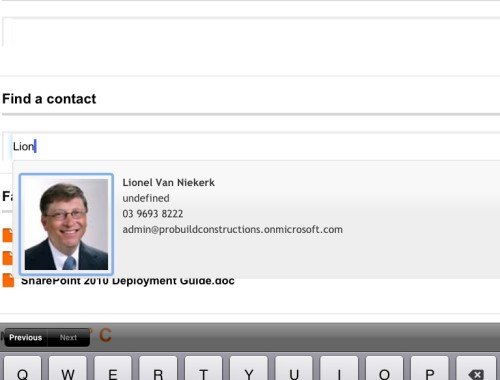 Find a contact
Lion
Lionel Van Niekerk
undefined
03 9693 8222
admin@probuildconstructions.onmicrosoft.com
SharePoint 2010 Deployment Guide.doc
Previous Next C
Q W E R T Y U I O P